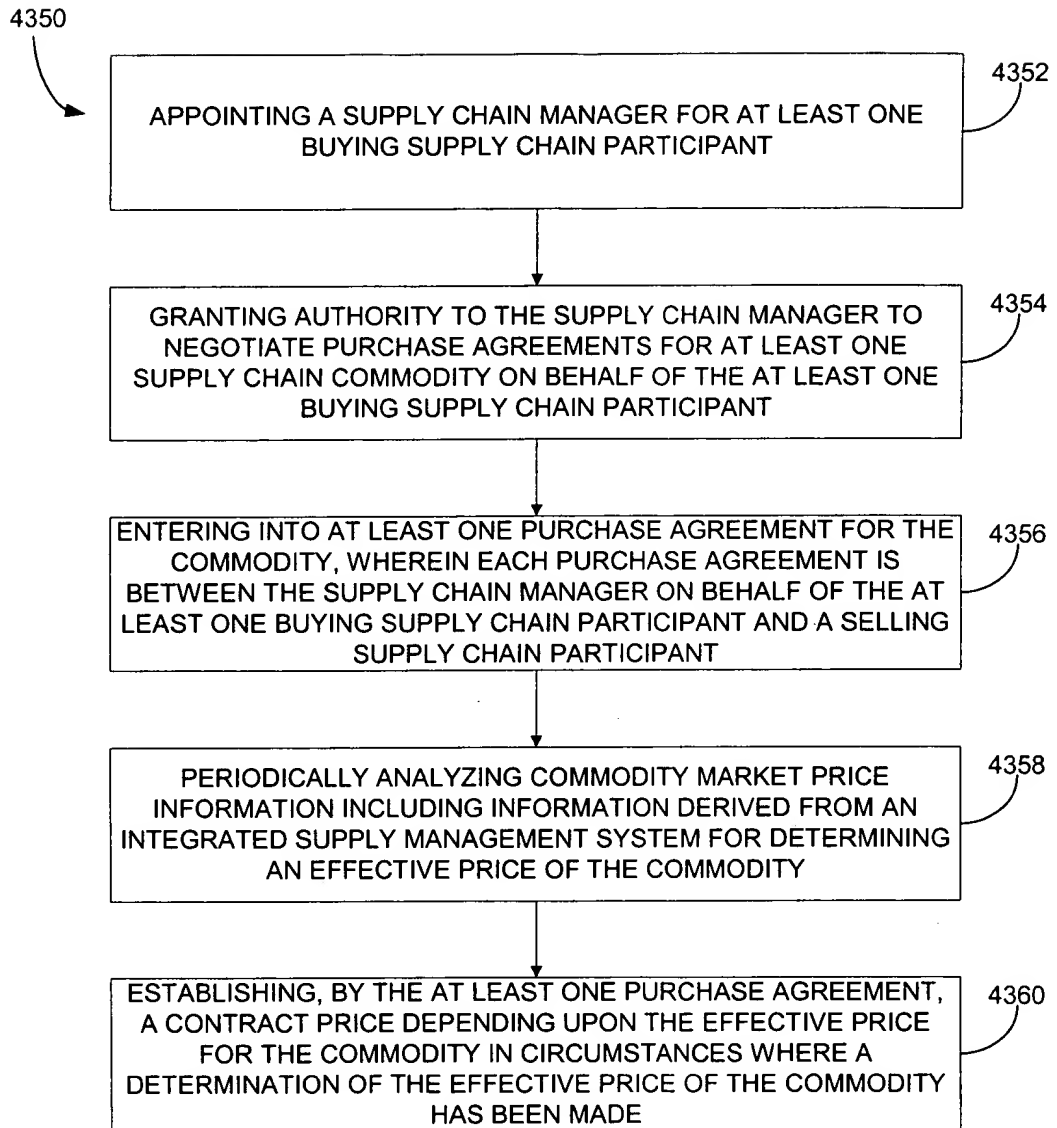 4350
4352
APPOINTING A SUPPLY CHAIN MANAGER FOR AT LEAST ONE
BUYING SUPPLY CHAIN PARTICIPANT
4354
GRANTING AUTHORITY TO THE SUPPLY CHAIN MANAGER TO
NEGOTIATE PURCHASE AGREEMENTS FOR AT LEAST ONE
SUPPLY CHAIN COMMODITY ON BEHALF OF THE AT LEAST ONE
BUYING SUPPLY CHAIN PARTICIPANT
4356
ENTERING INTO AT LEAST ONE PURCHASE AGREEMENT FOR THE
COMMODITY, WHEREIN EACH PURCHASE AGREEMENT IS
BETWEEN THE SUPPLY CHAIN MANAGER ON BEHALF OF THE AT
LEAST ONE BUYING SUPPLY CHAIN PARTICIPANT AND A SELLING
SUPPLY CHAIN PARTICIPANT
4358
PERIODICALLY ANALYZING COMMODITY MARKET PRICE
INFORMATION INCLUDING INFORMATION DERIVED FROM AN
INTEGRATED SUPPLY MANAGEMENT SYSTEM FOR DETERMINING
AN EFFECTIVE PRICE OF THE COMMODITY
4360
ESTABLISHING, BY THE AT LEAST ONE PURCHASE AGREEMENT,
A CONTRACT PRICE DEPENDING UPON THE EFFECTIVE PRICE
FOR THE COMMODITY IN CIRCUMSTANCES WHERE A
DETERMINATION OF THE EFFECTIVE PRICE OF THE COMMODITY
HAS BEEN MADE